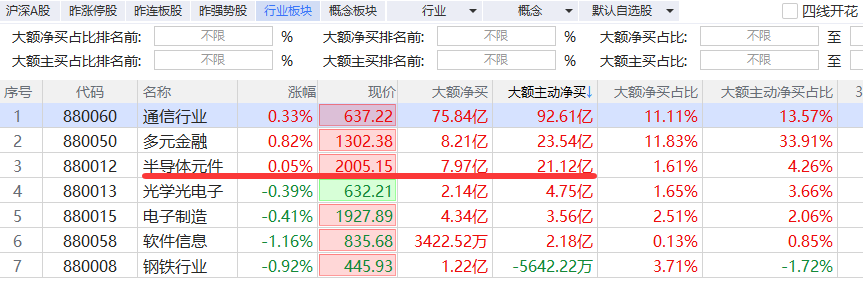 沪深A股 昨涨停股 昨连板股 昨强势股 行业板块 概念板块 行业 概念 默认自选股 四线开花
大额净买占比排名前: 不限 % 大额净买排名前: 不限 % 大额净买占比: 不限 至
大额主买占比排名前: 不限 % 大额主买排名前: 不限 % 大额主买占比: 不限 至
序号 代码 名称 涨幅 现价 大额净买 大额主动净买↓ 大额净买占比 大额主动净买占比 3
1 880060 通信行业 0.33% 637.22 75.84亿 92.61亿 11.11% 13.57%
2 880050 多元金融 0.82% 1302.38 8.21亿 23.54亿 11.83% 33.91%
3 880012 半导体元件 0.05% 2005.15 7.97亿 21.12亿 1.61% 4.26%
4 880013 光学光电子 -0.39% 632.21 2.14亿 4.75亿 1.65% 3.66%
5 880015 电子制造 -0.41% 1927.89 4.34亿 3.56亿 2.51% 2.06%
6 880058 软件信息 -1.16% 835.68 3422.52万 2.18亿 0.13% 0.85%
7 880008 钢铁行业 -0.92% 445.93 1.22亿 -5642.22万 3.71% -1.72%